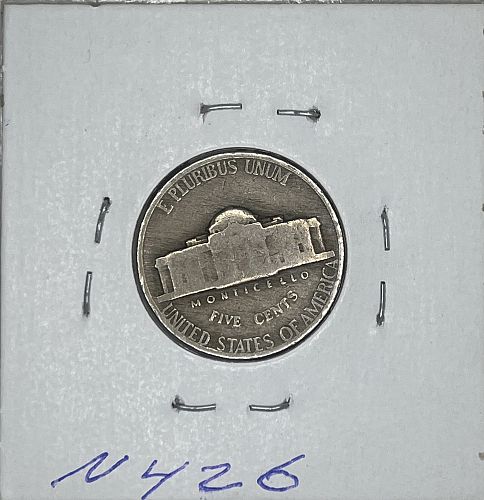 E PLURIBUS UNUM
MONTICELLO
FIVE CENTS
UNITED STATES OF AMERICA
N426